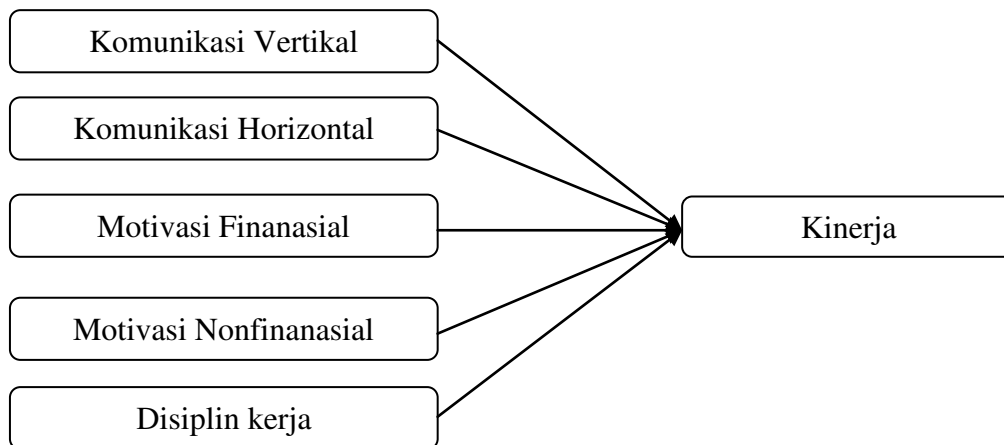 Komunikasi Vertikal
Komunikasi Horizontal
Motivasi Finanasial
Kinerja
Motivasi Nonfinanasial
Disiplin kerja